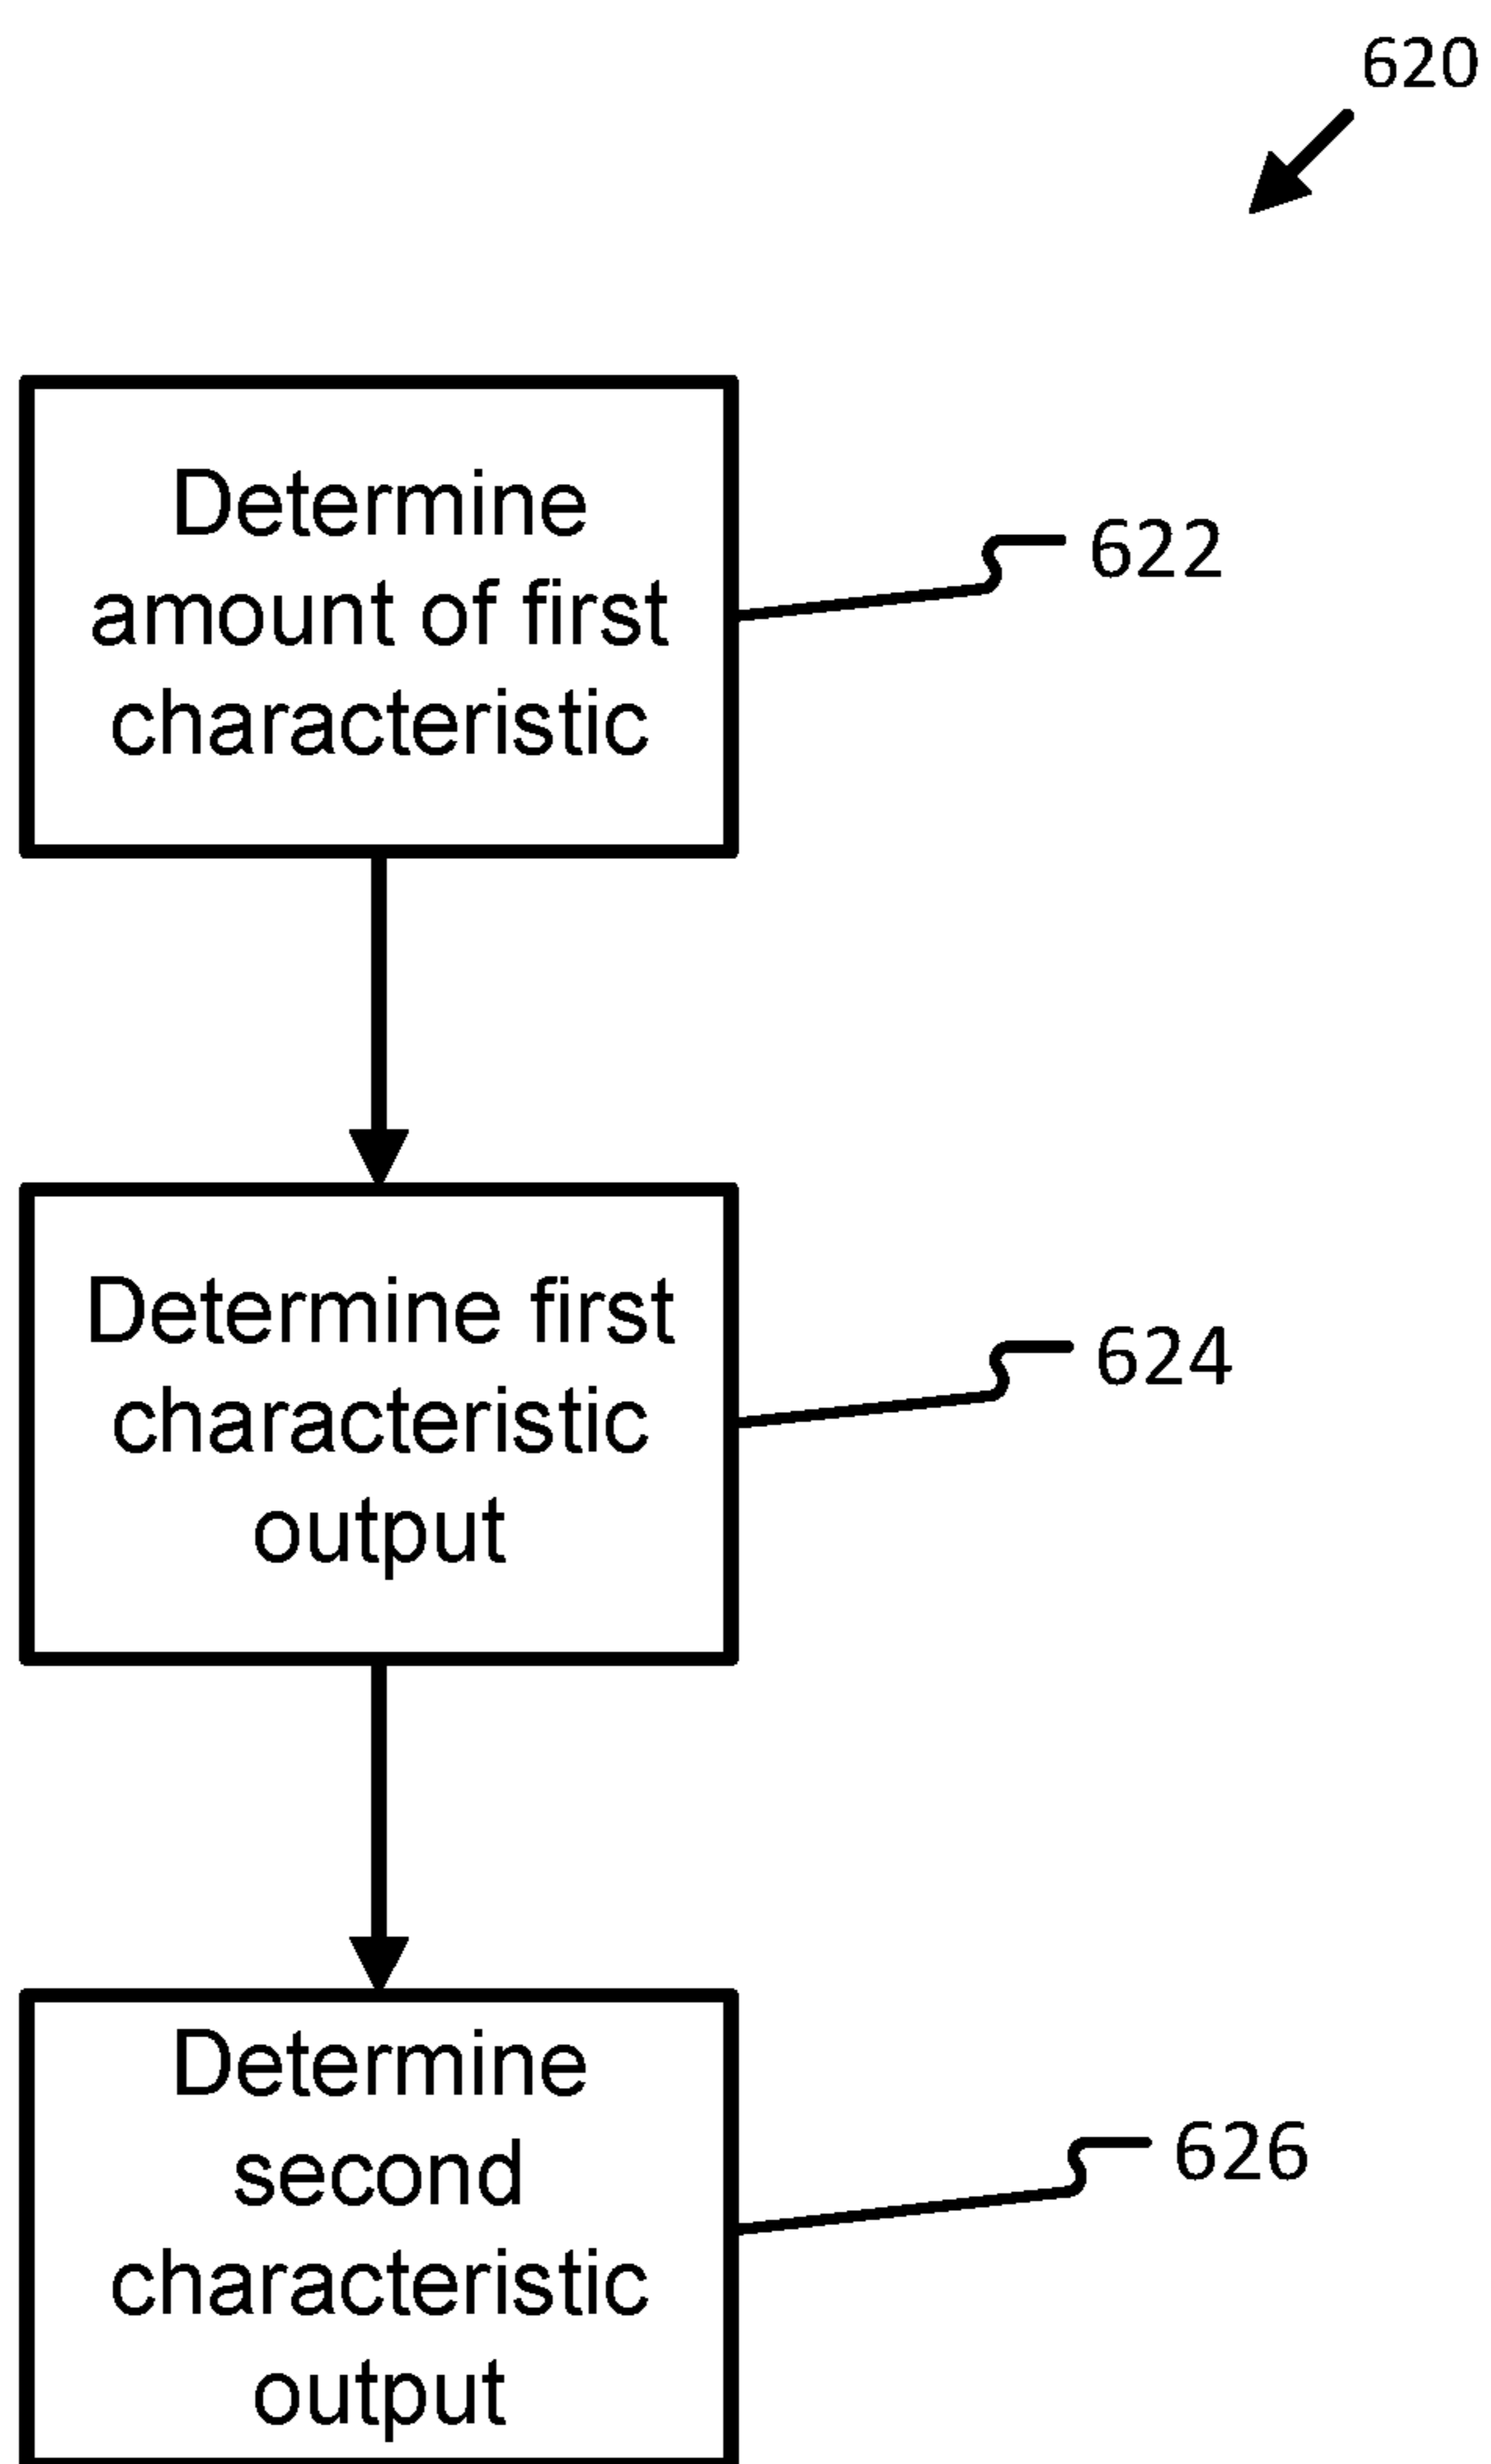 620
Determine
amount of first
characteristic
622
Determine first
characteristic
output
624
Determine
second
characteristic
output
626